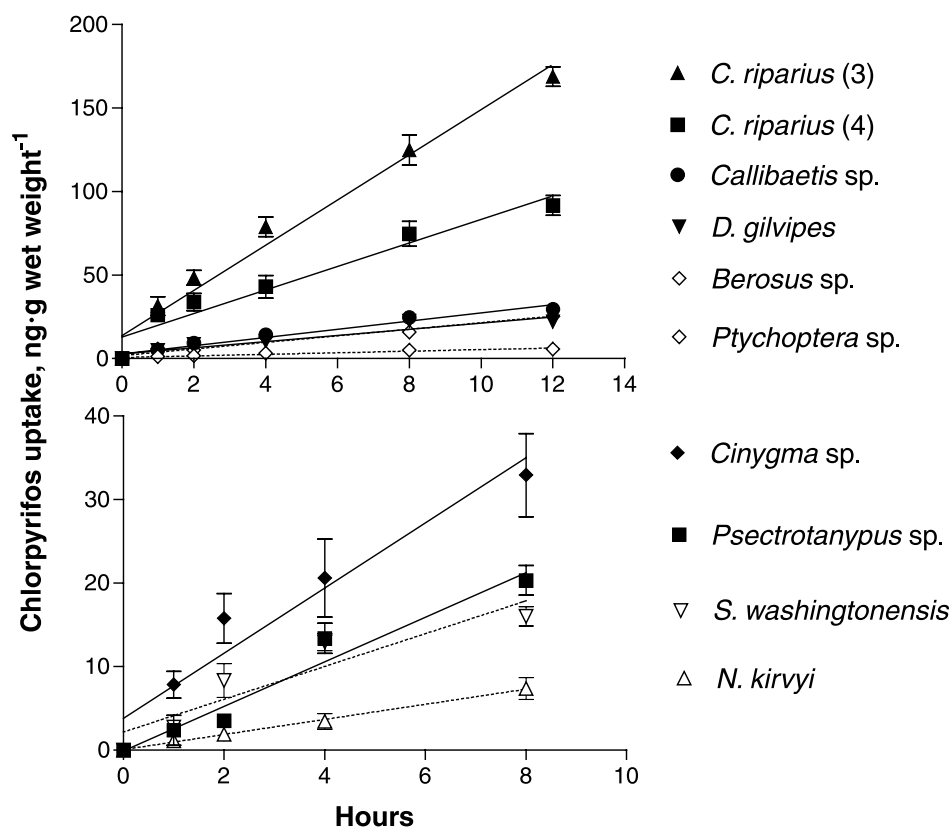 Chlorpyrifos uptake, ng·g wet weight⁻¹
200
150
100
50
0
0 2 4 6 8 10 12 14
C. riparius (3)
C. riparius (4)
Callibaetis sp.
D. gilvipes
Berosus sp.
Ptychoptera sp.
40
30
20
10
0
0 2 4 6 8 10
Cinygma sp.
Psectrotanypus sp.
S. washingtonensis
N. kirvyi
Hours